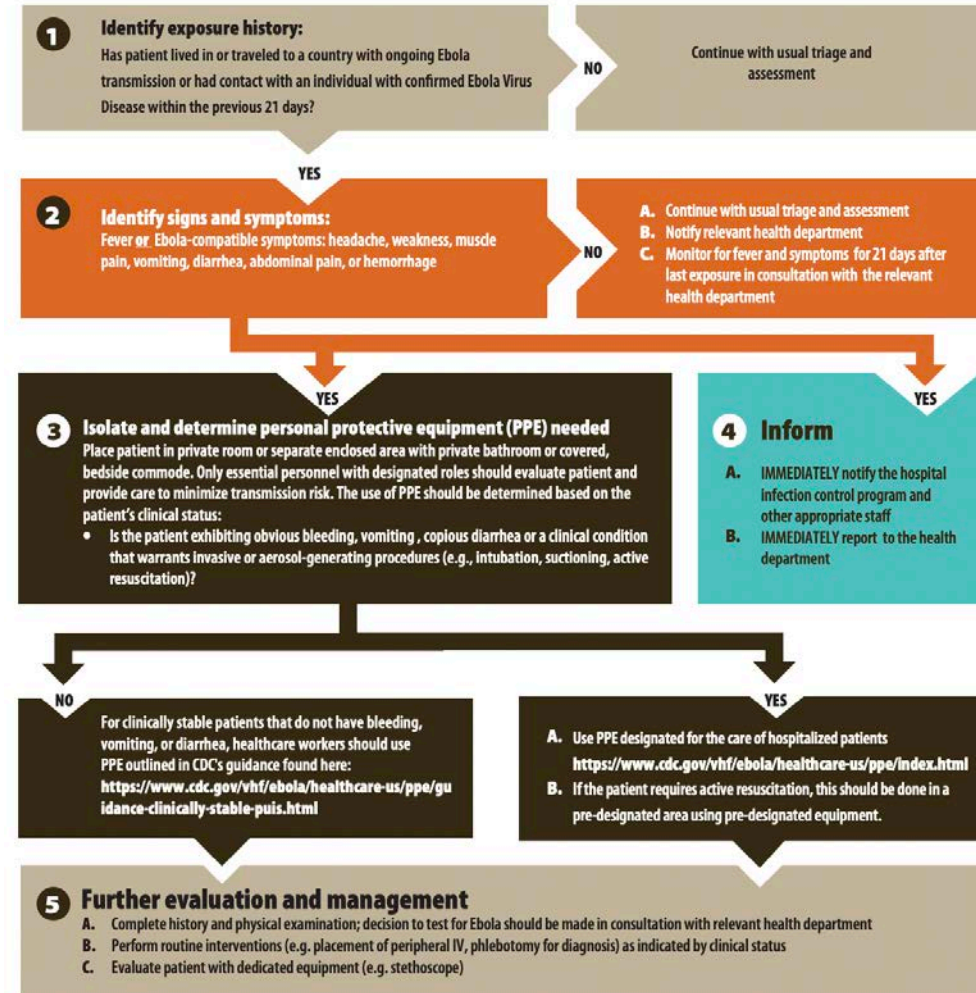 1
Identify exposure history:
Has patient lived in or traveled to a country with ongoing Ebola
transmission or had contact with an individual with confirmed Ebola Virus
Disease within the previous 21 days?
NO
Continue with usual triage and
assessment
YES
2
Identify signs and symptoms:
Fever or Ebola-compatible symptoms: headache, weakness, muscle
pain, vomiting, diarrhea, abdominal pain, or hemorrhage
NO
A. Continue with usual triage and assessment
B. Notify relevant health department
C. Monitor for fever and symptoms for 21 days after
last exposure in consultation with the relevant
health department
YES
3 Isolate and determine personal protective equipment (PPE) needed
Place patient in private room or separate enclosed area with private bathroom or covered,
bedside commode. Only essential personnel with designated roles should evaluate patient and
provide care to minimize transmission risk. The use of PPE should be determined based on the
patient's clinical status:
• Is the patient exhibiting obvious bleeding, vomiting , copious diarrhea or a clinical condition
that warrants invasive or aerosol-generating procedures (e.g., intubation, suctioning, active
resuscitation)?
YES
4 Inform
A. IMMEDIATELY notify the hospital
infection control program and
other appropriate staff
B. IMMEDIATELY report to the health
department
NO
For clinically stable patients that do not have bleeding,
vomiting, or diarrhea, healthcare workers should use
PPE outlined in CDC's guidance found here:
https://www.cdc.gov/vhf/ebola/healthcare-us/ppe/gu
idance-clinically-stable-puis.html
YES
A. Use PPE designated for the care of hospitalized patients
https://www.cdc.gov/vhf/ebola/healthcare-us/ppe/index.html
B. If the patient requires active resuscitation, this should be done in a
pre-designated area using pre-designated equipment.
5 Further evaluation and management
A. Complete history and physical examination; decision to test for Ebola should be made in consultation with relevant health department
B. Perform routine interventions (e.g. placement of peripheral IV, phlebotomy for diagnosis) as indicated by clinical status
C. Evaluate patient with dedicated equipment (e.g. stethoscope)